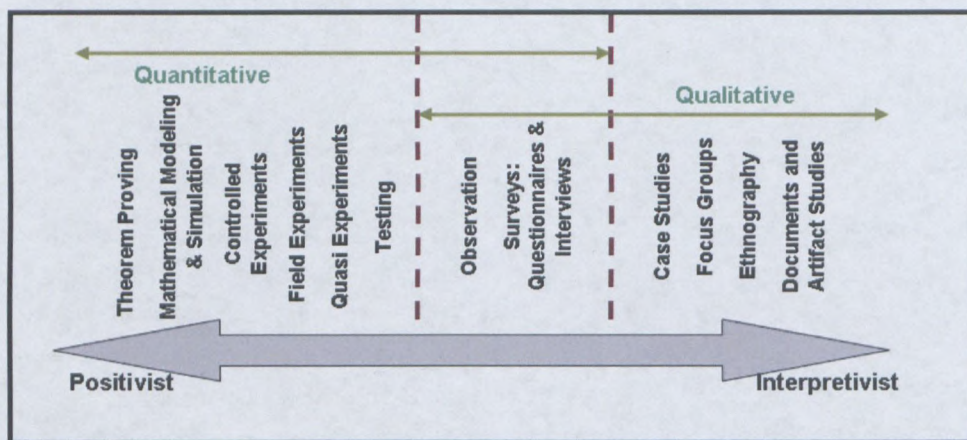 Quantitative
Qualitative
Theorem Proving
Mathematical Modeling
& Simulation
Controlled
Experiments
Field Experiments
Quasi Experiments
Testing
Observation
Surveys:
Questionnaires &
Interviews
Case Studies
Focus Groups
Ethnography
Documents and
Artifact Studies
Positivist
Interpretivist